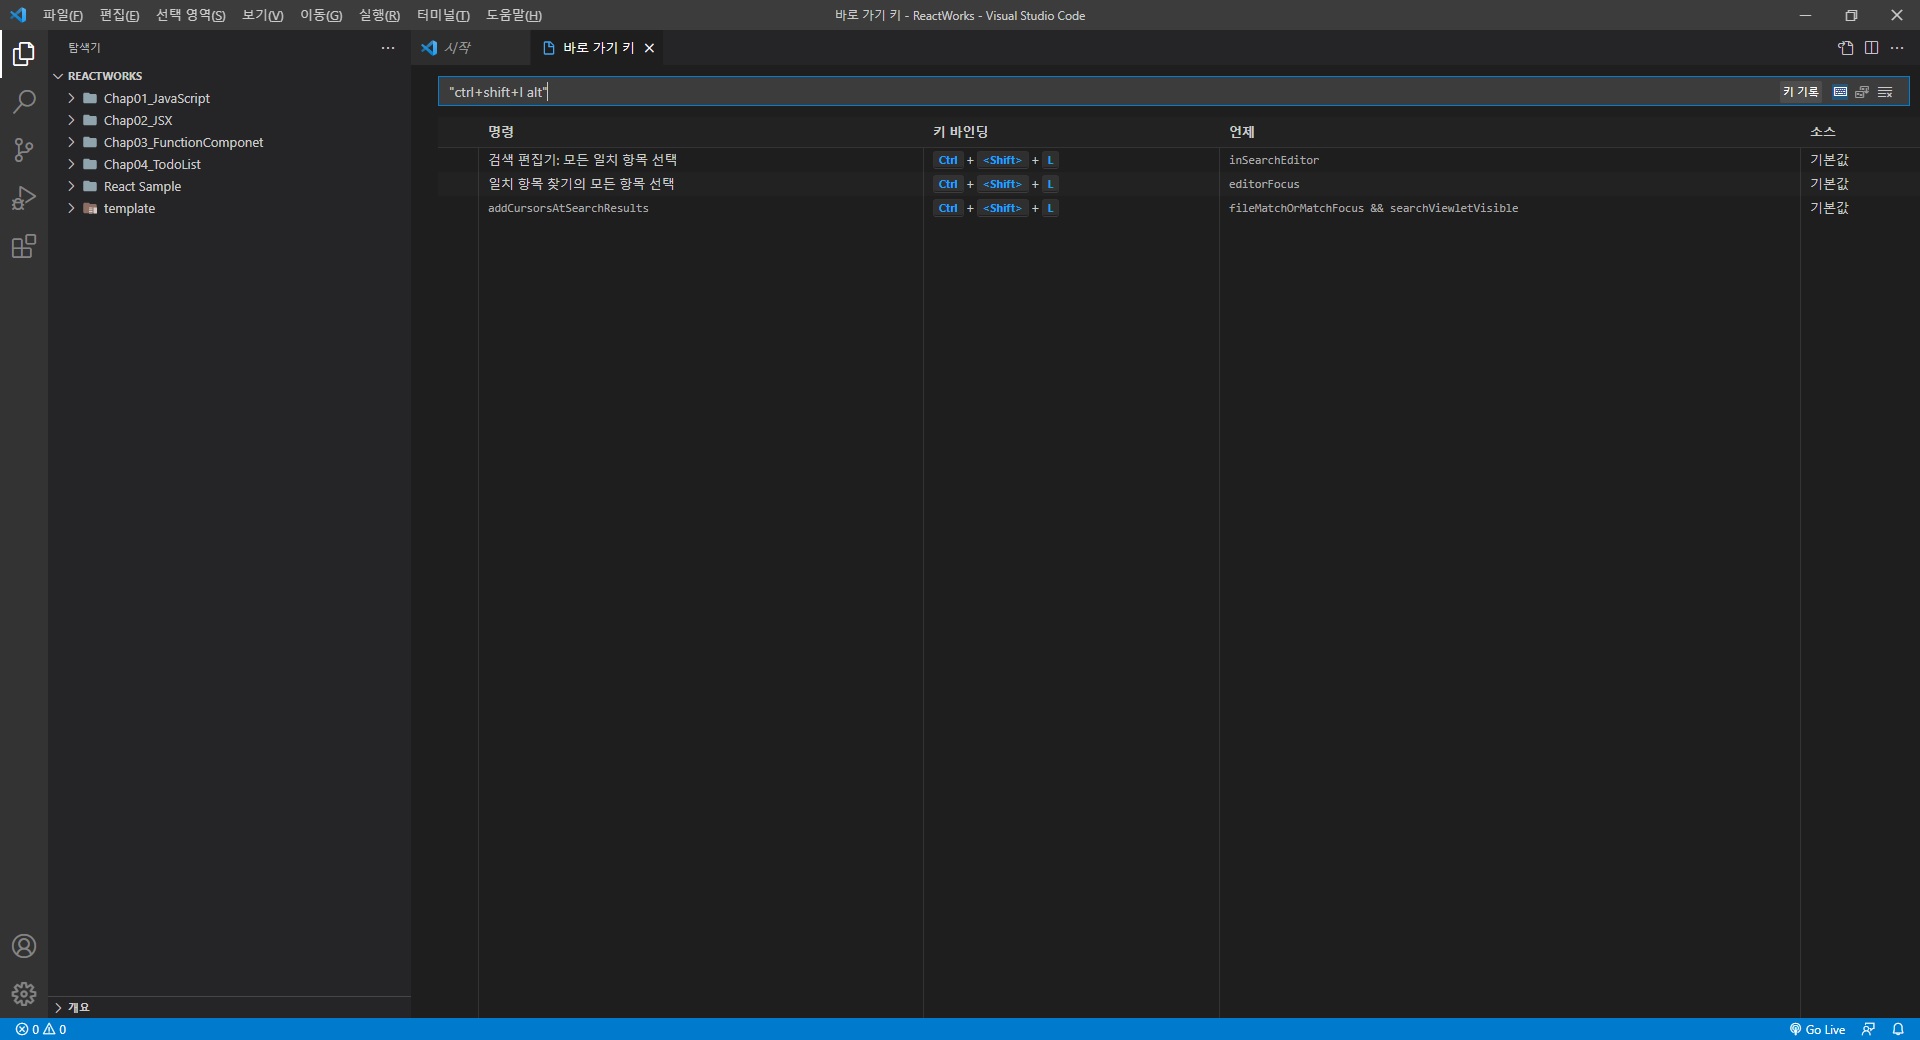 파일(F) 편집(E) 선택 영역(S) 보기(V) 이동(G) 실행(R) 터미널(T) 도움말(H) 바로 가기 키 - ReactWorks - Visual Studio Code
탐색기
시작 바로 가기 키
REACTWORKS
Chap01_JavaScript
Chap02_JSX
Chap03_FunctionComponet
Chap04_TodoList
React Sample
template
"ctrl+shift+l alt" 키 기록
명령 키 바인딩 언제 소스
검색 편집기: 모든 일치 항목 선택 Ctrl + <Shift> + L inSearchEditor 기본값
일치 항목 찾기의 모든 항목 선택 Ctrl + <Shift> + L editorFocus 기본값
addCursorsAtSearchResults Ctrl + <Shift> + L fileMatchOrMatchFocus && searchViewletVisible 기본값
개요
0 0 Go Live